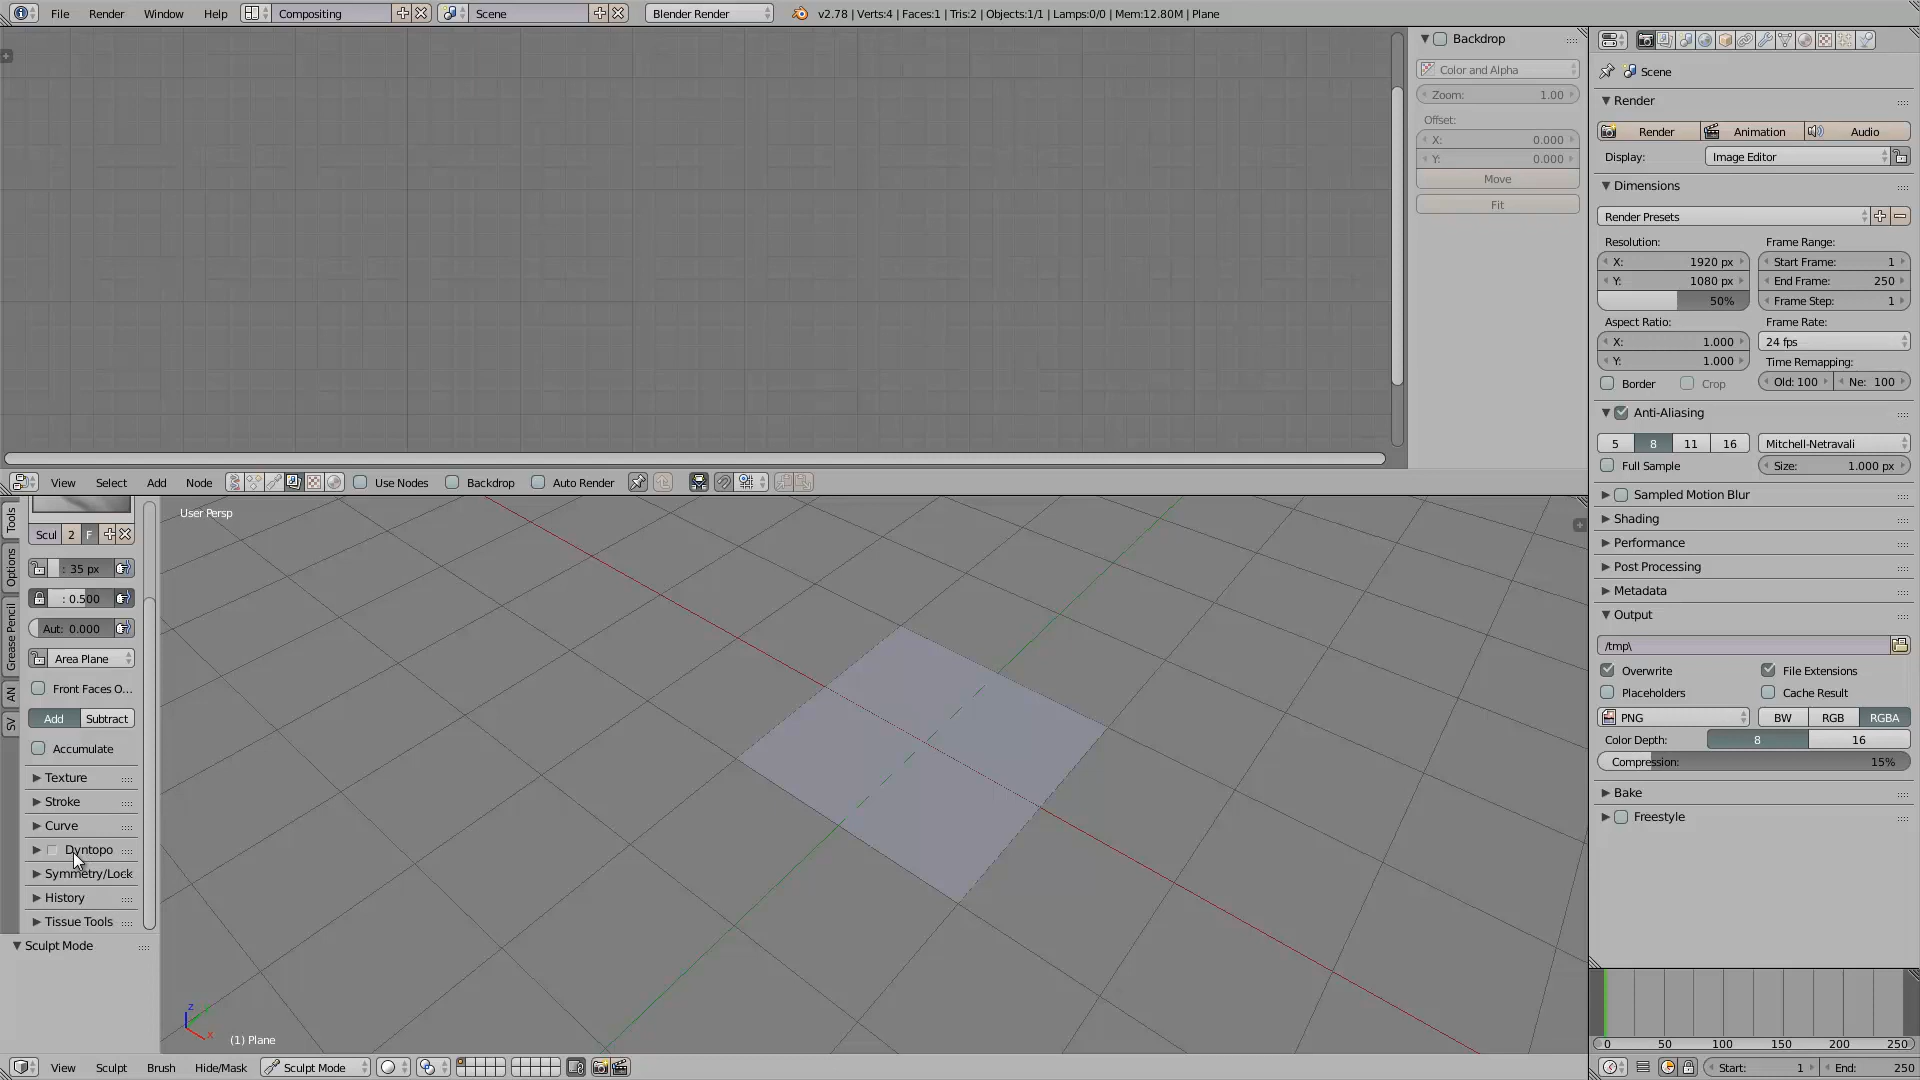 File Render Window Help Compositing Scene Blender Render v2.78 | Verts:4 | Faces:1 | Tris:2 | Objects:1/1 | Lamps:0/0 | Mem:12.80M | Plane
Backdrop
Color and Alpha
Zoom: 1.00
Offset:
X: 0.000
Y: 0.000
Move
Fit
Scene
Render
Render Animation Audio
Display: Image Editor
Dimensions
Render Presets
Resolution: Frame Range:
X: 1920 px Start Frame: 1
Y: 1080 px End Frame: 250
50% Frame Step: 1
Aspect Ratio: Frame Rate:
X: 1.000 24 fps
Y: 1.000 Time Remapping:
Border Crop Old: 100 Ne: 100
Anti-Aliasing
5 8 11 16 Mitchell-Netravali
Full Sample Size: 1.000 px
Sampled Motion Blur
Shading
Performance
Post Processing
Metadata
Output
/tmp\
Overwrite File Extensions
Placeholders Cache Result
PNG BW RGB RGBA
Color Depth: 8 16
Compression: 15%
Bake
Freestyle
View Select Add Node Use Nodes Backdrop Auto Render
Tools
Options
Grease Pencil
AN
SV
Scul 2 F
: 35 px
: 0.500
Aut: 0.000
Area Plane
Front Faces O...
Add Subtract
Accumulate
Texture
Stroke
Curve
Dyntopo
Symmetry/Lock
History
Tissue Tools
Sculpt Mode
User Persp
z
x
(1) Plane
View Sculpt Brush Hide/Mask Sculpt Mode
0 50 100 150 200 250
Start: 1 End: 250